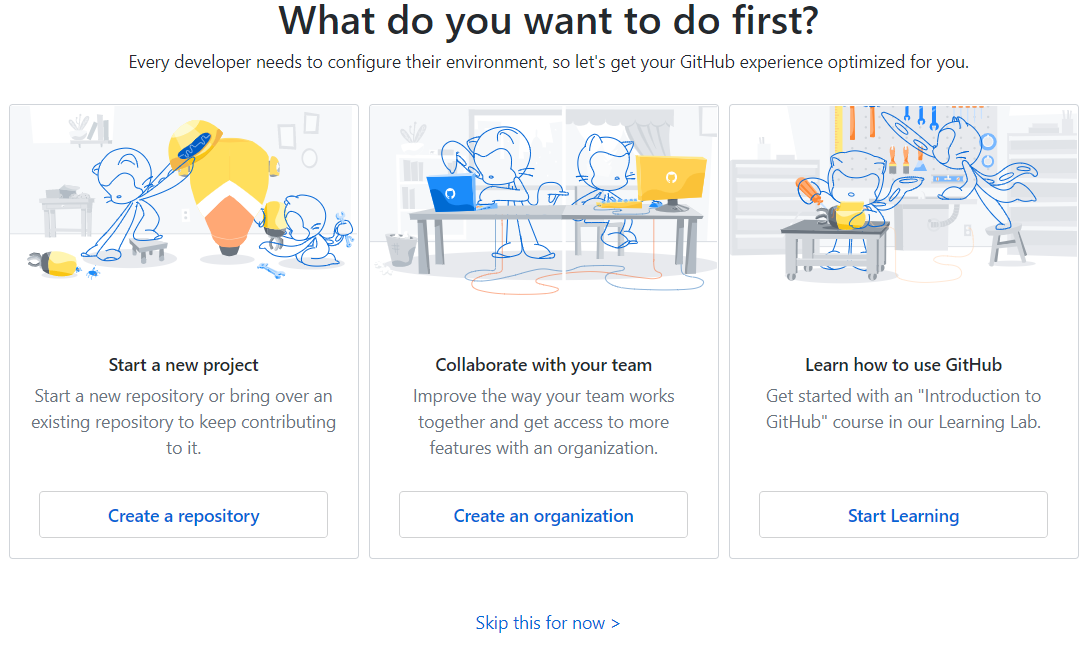 What do you want to do first?
Every developer needs to configure their environment, so let's get your GitHub experience optimized for you.
Start a new project
Start a new repository or bring over an
existing repository to keep contributing
to it.
Create a repository
Collaborate with your team
Improve the way your team works
together and get access to more
features with an organization.
Create an organization
Learn how to use GitHub
Get started with an "Introduction to
GitHub" course in our Learning Lab.
Start Learning
Skip this for now >